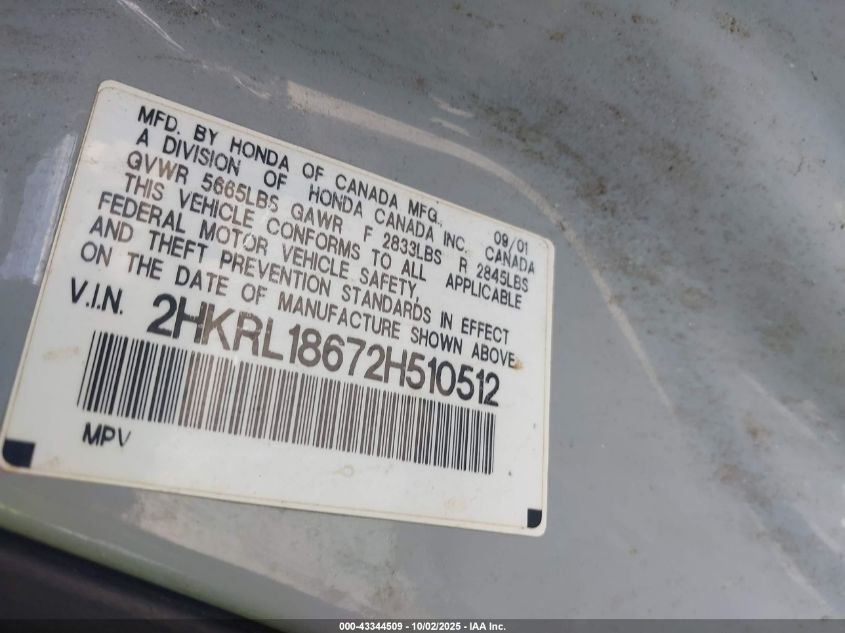 MFD. BY HONDA OF CANADA MFG., 09/01
A DIVISION OF HONDA CANADA INC. CANADA
GVWR 5665LBS GAWR F 2833LBS R 2845LBS
THIS VEHICLE CONFORMS TO ALL APPLICABLE
FEDERAL MOTOR VEHICLE SAFETY,
AND THEFT PREVENTION STANDARDS IN EFFECT
ON THE DATE OF MANUFACTURE SHOWN ABOVE.
V.I.N. 2HKRL18672H510512
MPV
000-43344509 - 10/02/2025 - IAA Inc.